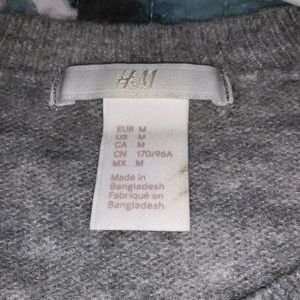 H&M
EUR M
US M
CA M
CN 170/96A
MX M
Made in
Bangladesh
Fabriqué en
Bangladesh